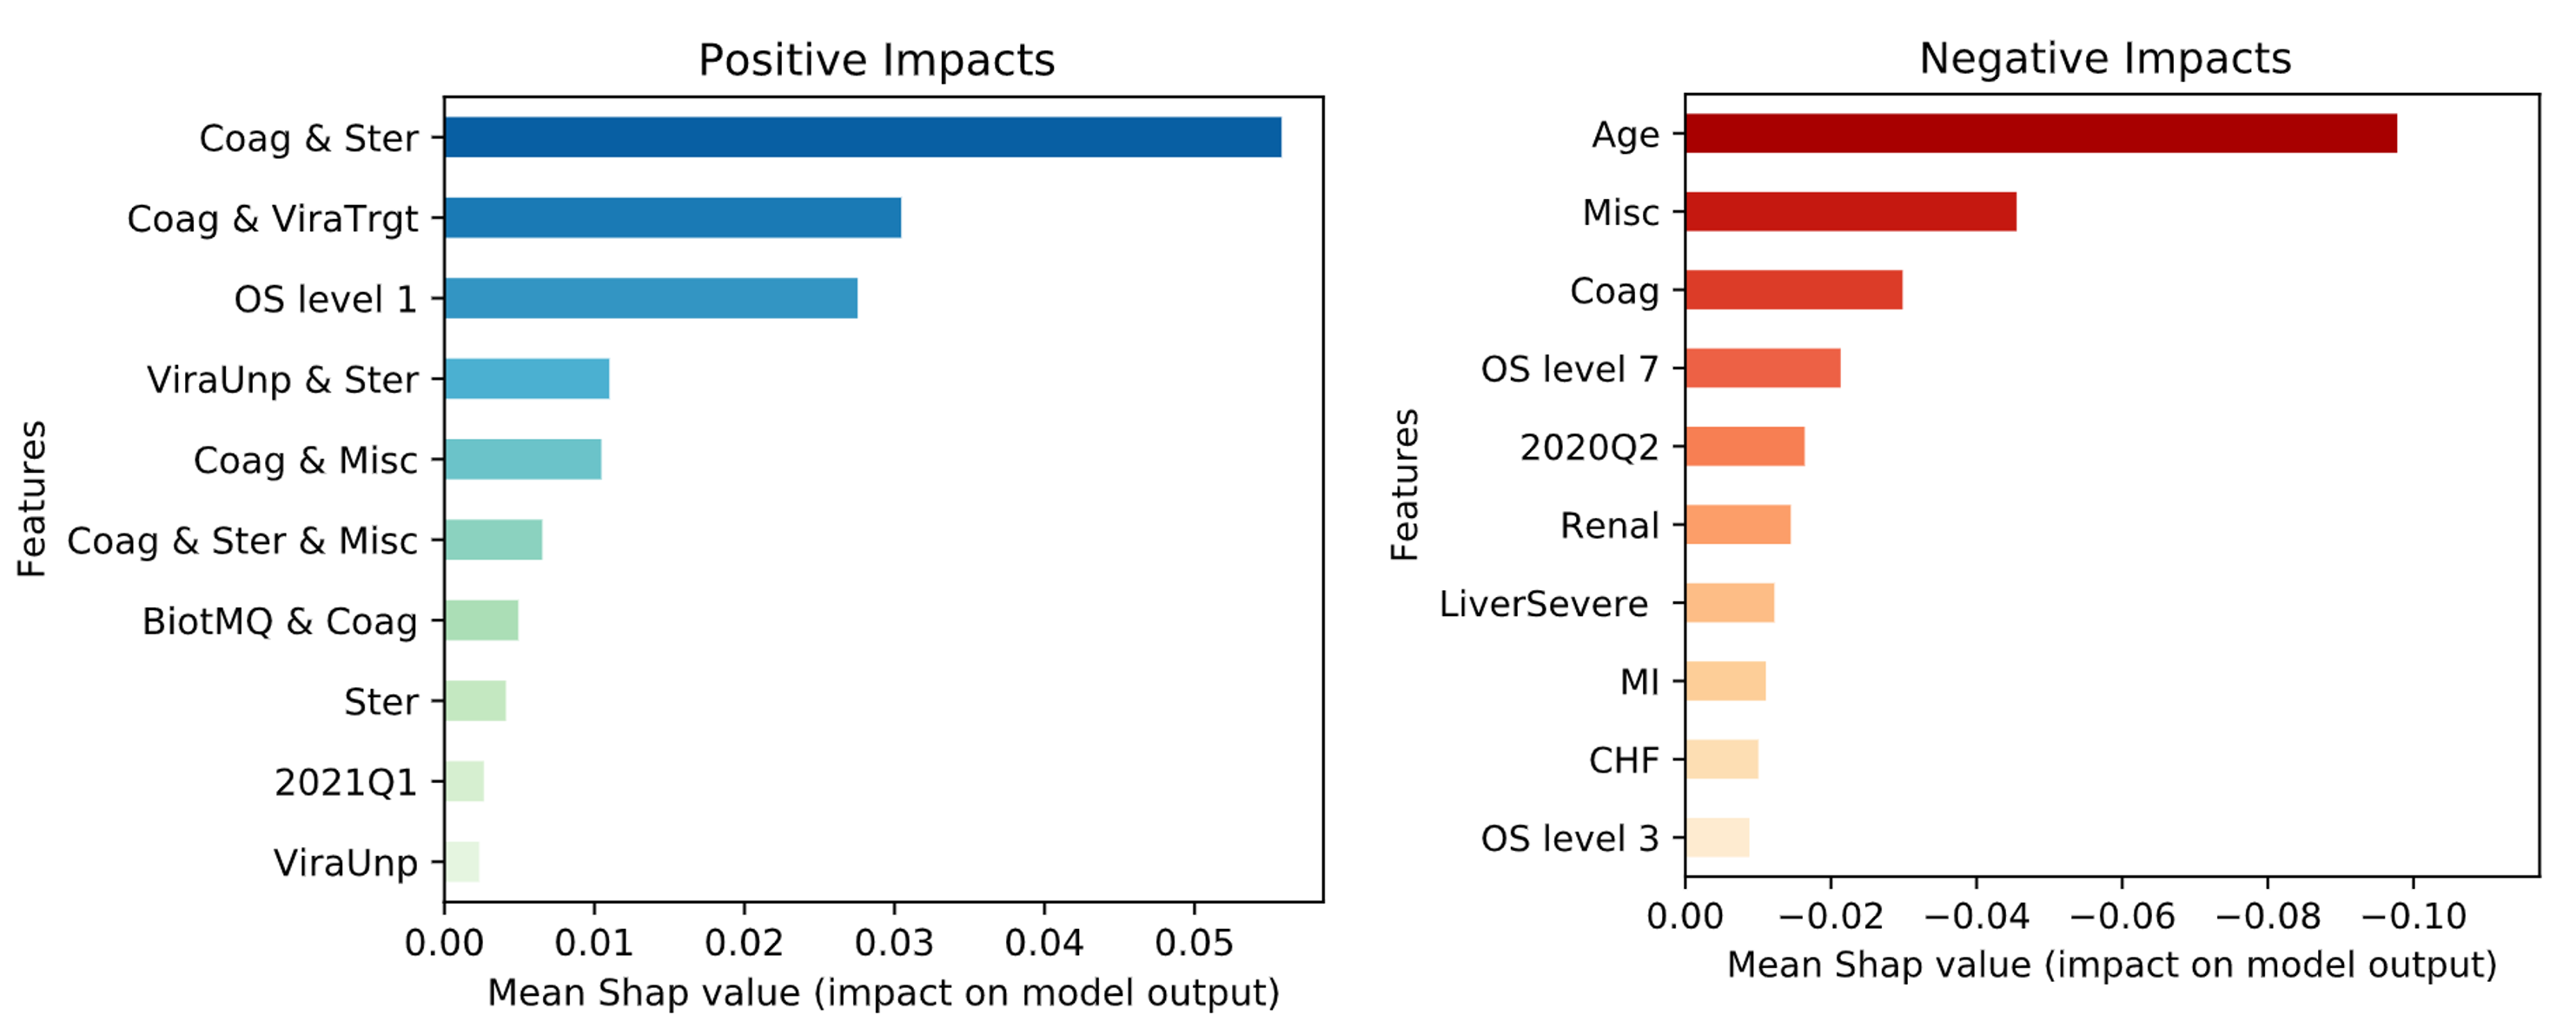 Positive Impacts
Features
Coag & Ster
Coag & ViraTrgt
OS level 1
ViraUnp & Ster
Coag & Misc
Coag & Ster & Misc
BiotMQ & Coag
Ster
2021Q1
ViraUnp
0.00 0.01 0.02 0.03 0.04 0.05
Mean Shap value (impact on model output)
Negative Impacts
Features
Age
Misc
Coag
OS level 7
2020Q2
Renal
LiverSevere
MI
CHF
OS level 3
0.00 −0.02 −0.04 −0.06 −0.08 −0.10
Mean Shap value (impact on model output)